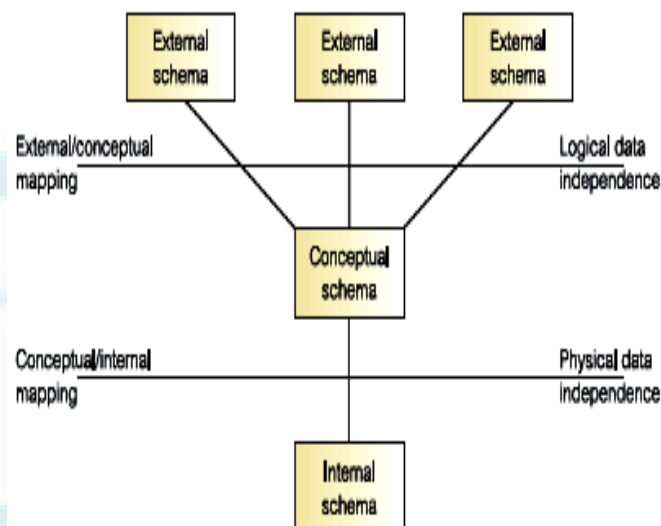 External
schema
External
schema
External
schema
External/conceptual
mapping
Logical data
independence
Conceptual
schema
Conceptual/internal
mapping
Physical data
independence
Internal
schema